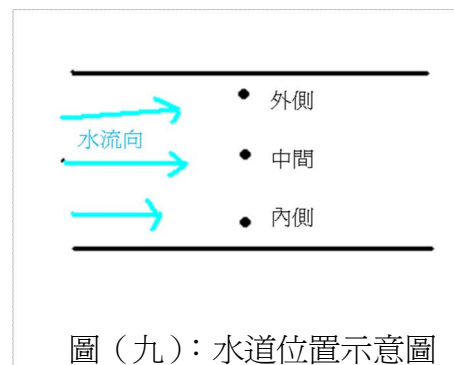 外側
水流向
中間
內側
圖（九）：水道位置示意圖